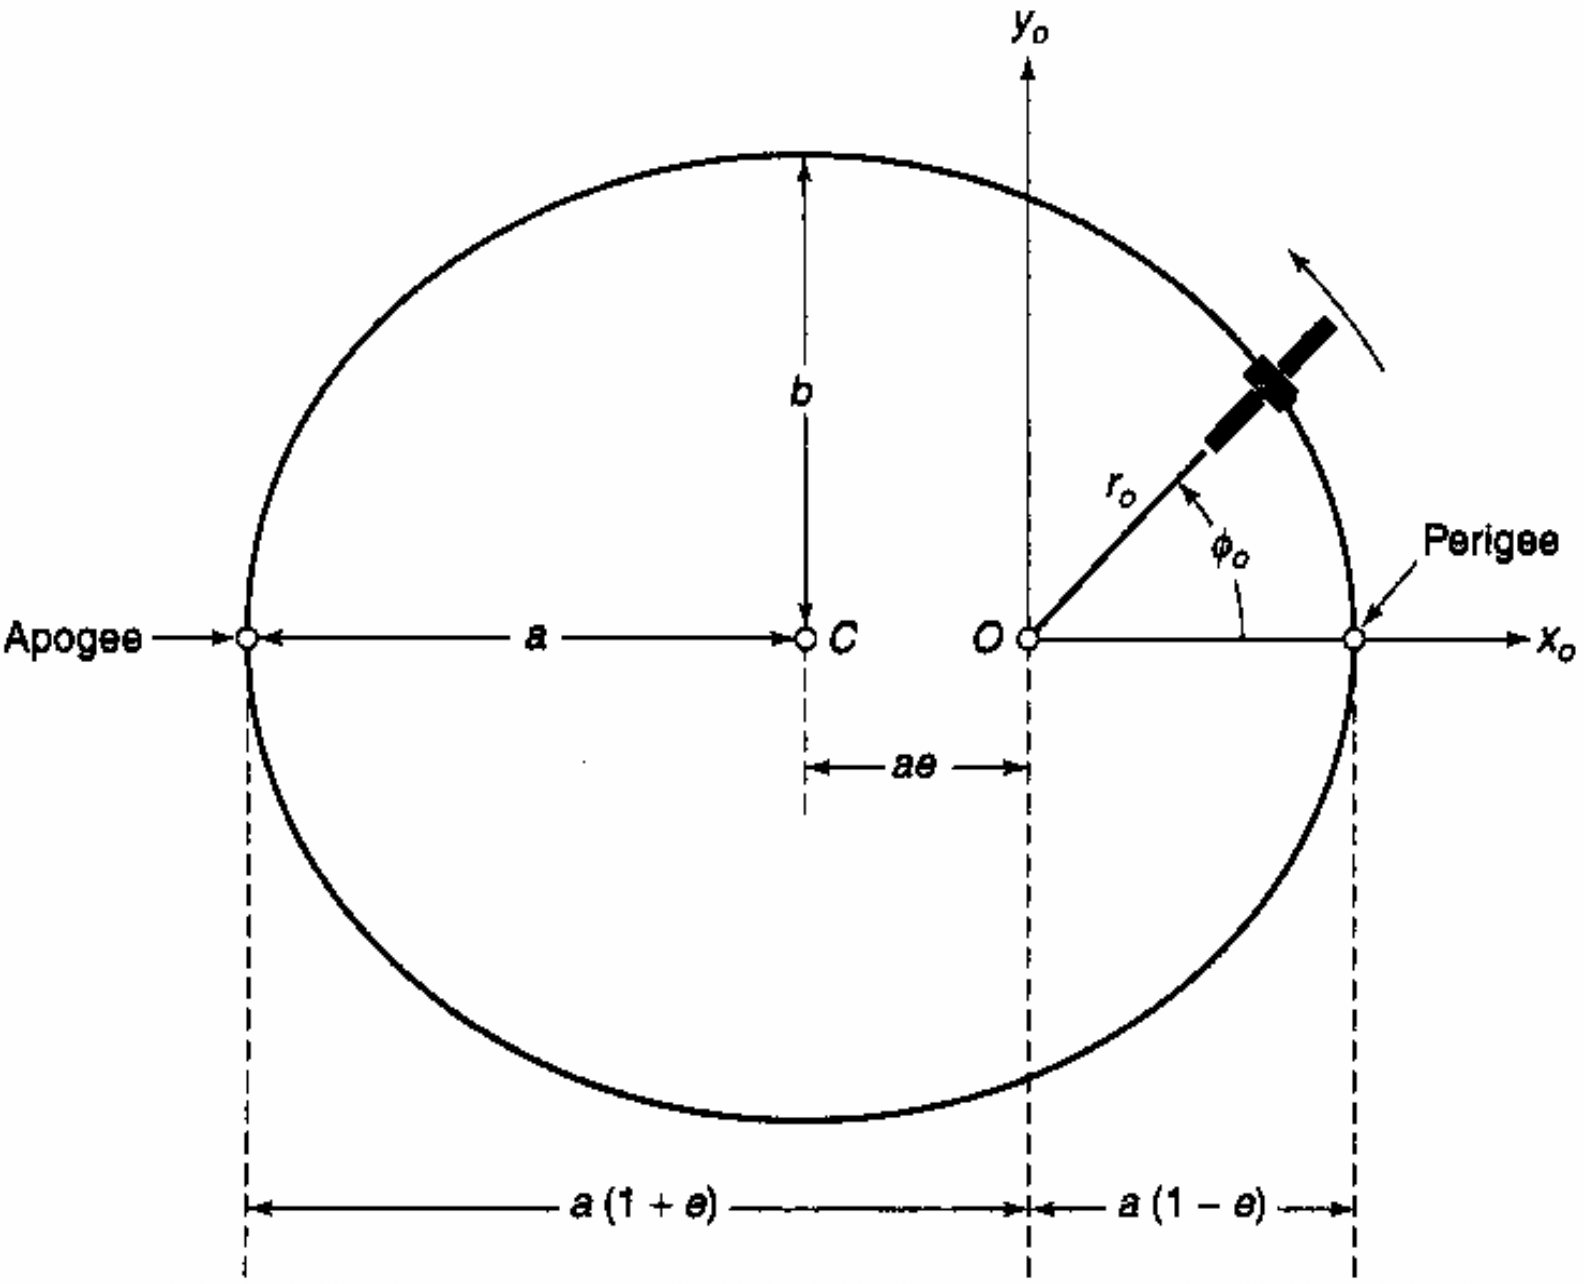 y₀
b
r₀
ϕ₀
Perigee
Apogee
a
C
O
x₀
ae
a (1 + e)
a (1 − e)